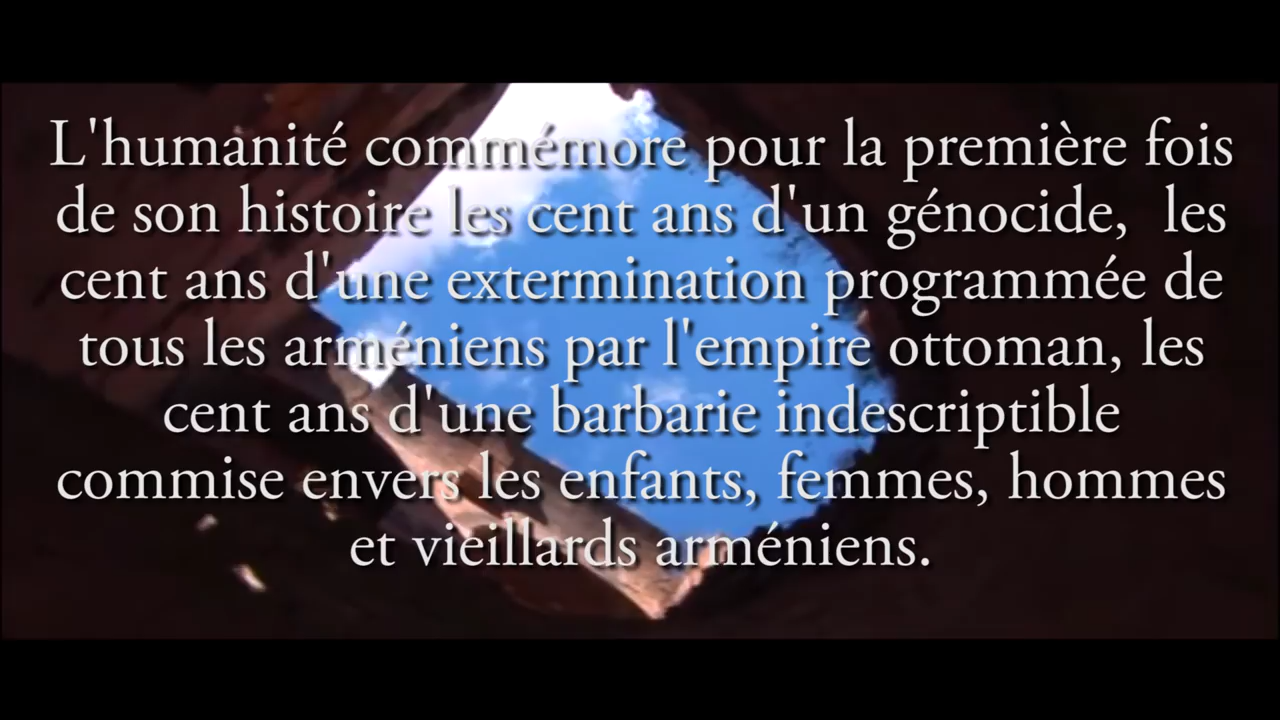 L'humanité commémore pour la première fois
de son histoire les cent ans d'un génocide,  les
cent ans d'une extermination programmée de
tous les arméniens par l'empire ottoman, les
cent ans d'une barbarie indescriptible
commise envers les enfants, femmes, hommes
et vieillards arméniens.